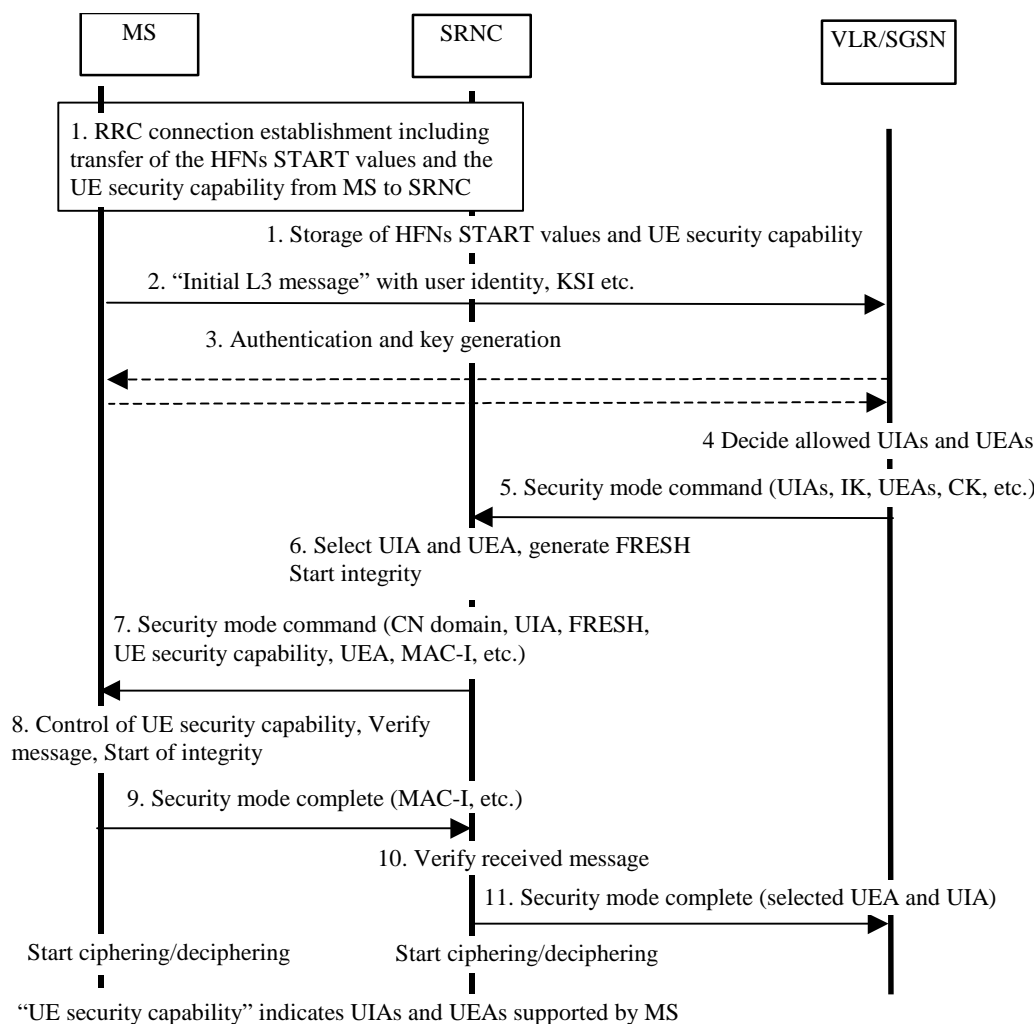 MS
SRNC
VLR/SGSN
1. RRC connection establishment including
transfer of the HFNs START values and the
UE security capability from MS to SRNC
1. Storage of HFNs START values and UE security capability
2. “Initial L3 message” with user identity, KSI etc.
3. Authentication and key generation
4 Decide allowed UIAs and UEAs
5. Security mode command (UIAs, IK, UEAs, CK, etc.)
6. Select UIA and UEA, generate FRESH
Start integrity
7. Security mode command (CN domain, UIA, FRESH,
UE security capability, UEA, MAC-I, etc.)
8. Control of UE security capability, Verify
message, Start of integrity
9. Security mode complete (MAC-I, etc.)
10. Verify received message
11. Security mode complete (selected UEA and UIA)
Start ciphering/deciphering
Start ciphering/deciphering
“UE security capability” indicates UIAs and UEAs supported by MS